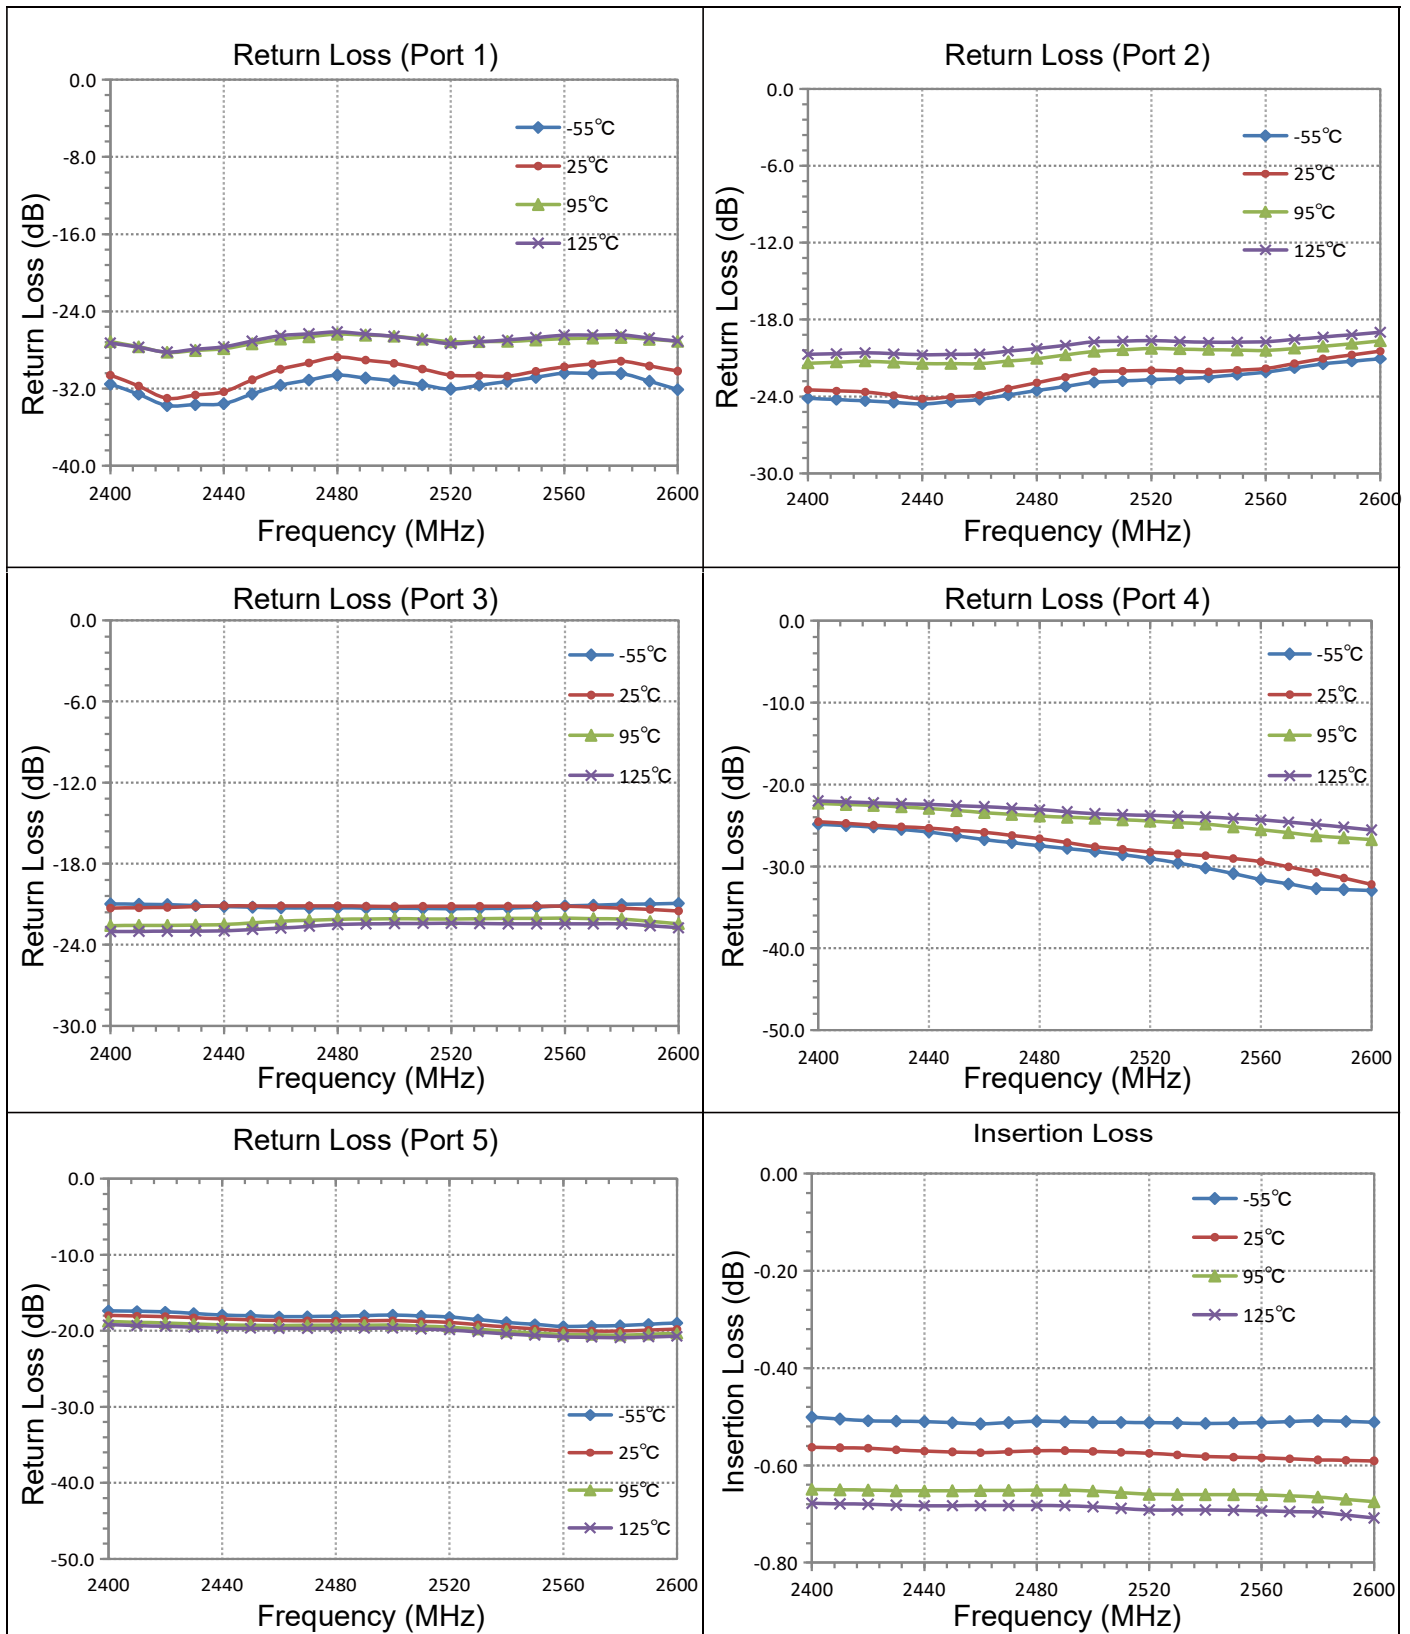 Return Loss (Port 1)
Return Loss (dB)
0.0
-8.0
-16.0
-24.0
-32.0
-40.0
-55℃
25℃
95℃
125℃
2400 2440 2480 2520 2560 2600
Frequency (MHz)
Return Loss (Port 2)
Return Loss (dB)
0.0
-6.0
-12.0
-18.0
-24.0
-30.0
-55℃
25℃
95℃
125℃
2400 2440 2480 2520 2560 2600
Frequency (MHz)
Return Loss (Port 3)
Return Loss (dB)
0.0
-6.0
-12.0
-18.0
-24.0
-30.0
-55℃
25℃
95℃
125℃
2400 2440 2480 2520 2560 2600
Frequency (MHz)
Return Loss (Port 4)
Return Loss (dB)
0.0
-10.0
-20.0
-30.0
-40.0
-50.0
-55℃
25℃
95℃
125℃
2400 2440 2480 2520 2560 2600
Frequency (MHz)
Return Loss (Port 5)
Return Loss (dB)
0.0
-10.0
-20.0
-30.0
-40.0
-50.0
-55℃
25℃
95℃
125℃
2400 2440 2480 2520 2560 2600
Frequency (MHz)
Insertion Loss
Insertion Loss (dB)
0.00
-0.20
-0.40
-0.60
-0.80
-55℃
25℃
95℃
125℃
2400 2440 2480 2520 2560 2600
Frequency (MHz)